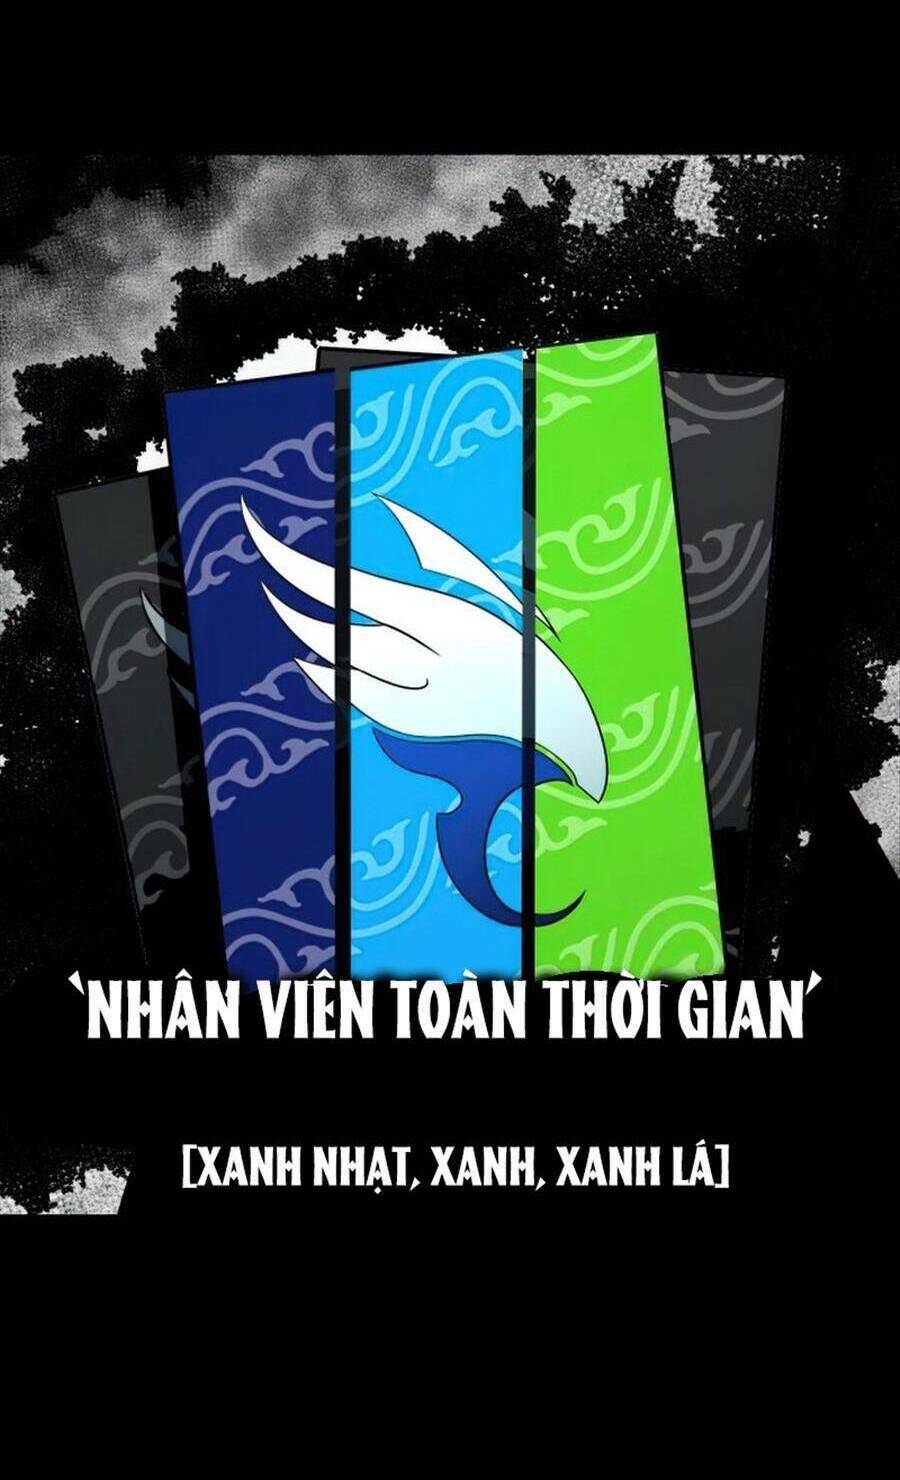 `NHÂN VIÊN TOÀN THỜI GIAN´
[XANH NHẠT, XANH, XANH LÁ]